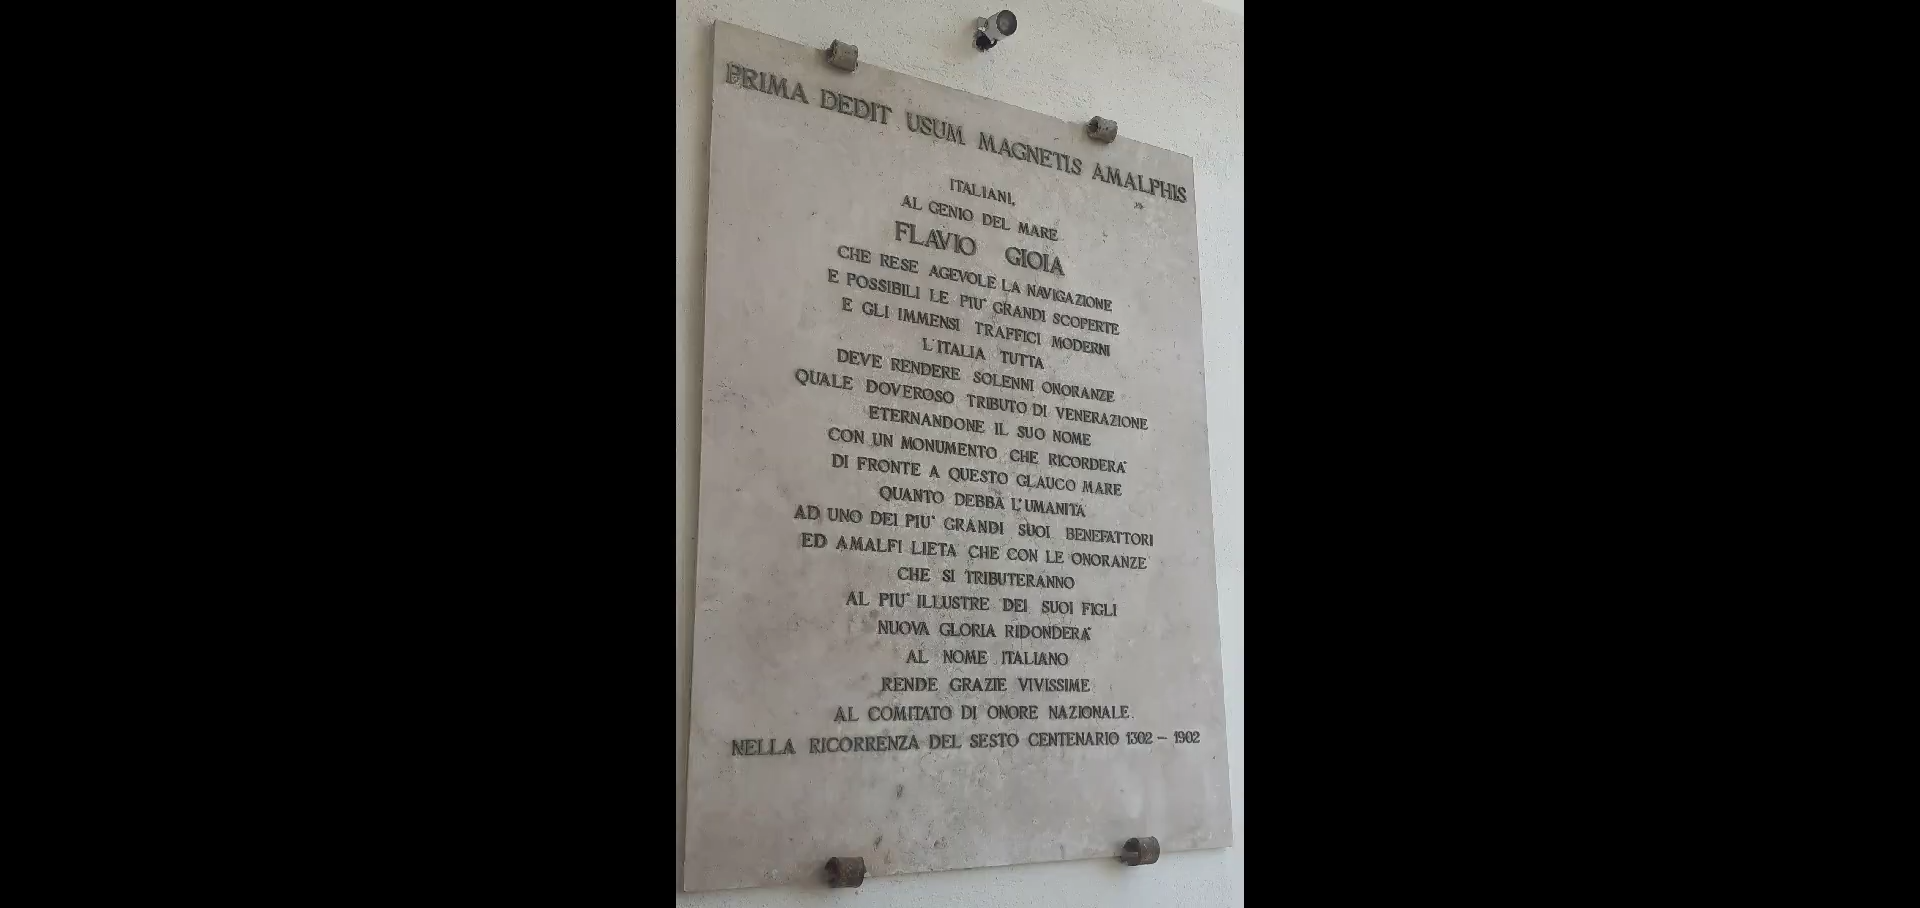 PRIMA DEDIT USUM MAGNETIS AMALPHIS
ITALIANI,
AL GENIO DEL MARE
FLAVIO GIOIA
CHE RESE AGEVOLE LA NAVIGAZIONE
E POSSIBILI LE PIU' GRANDI SCOPERTE
E GLI IMMENSI TRAFFICI MODERNI
L'ITALIA TUTTA
DEVE RENDERE SOLENNI ONORANZE
QUALE DOVEROSO TRIBUTO DI VENERAZIONE
ETERNANDONE IL SUO NOME
CON UN MONUMENTO CHE RICORDERA'
DI FRONTE A QUESTO GLAUCO MARE
QUANTO DEBBA L'UMANITA'
AD UNO DEI PIU' GRANDI SUOI BENEFATTORI
ED AMALFI LIETA CHE CON LE ONORANZE
CHE SI TRIBUTERANNO
AL PIU' ILLUSTRE DEI SUOI FIGLI
NUOVA GLORIA RIDONDERA'
AL NOME ITALIANO
RENDE GRAZIE VIVISSIME
AL COMITATO DI ONORE NAZIONALE.
NELLA RICORRENZA DEL SESTO CENTENARIO 1302 - 1902